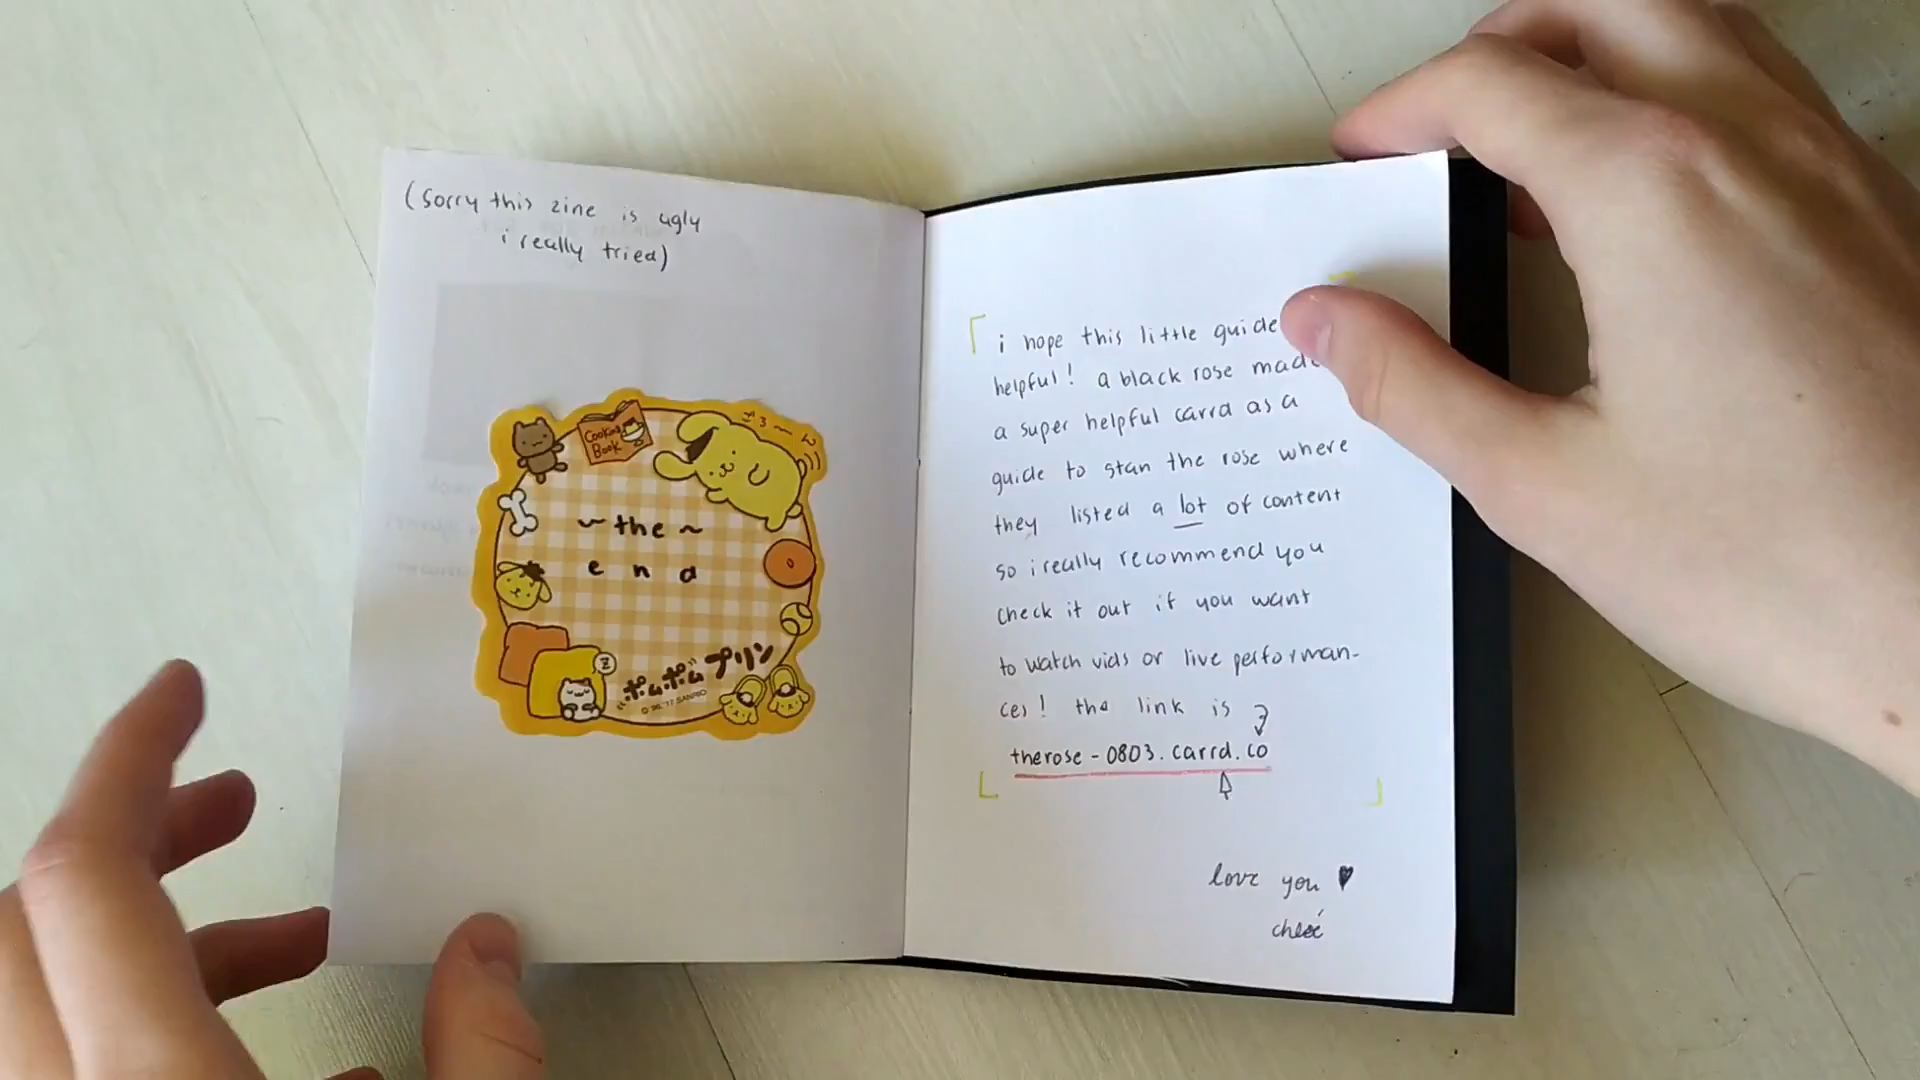 (sorry this zine is ugly
i really tried)
Cooking
Book
~ the ~
end
Z
ポムポムプリン
i hope this little guide
helpful! a black rose made
a super helpful carrd as a
guide to stan the rose where
they listed a lot of content
so i really recommend you
check it out if you want
to watch vids or live performan-
ces! the link is
therose-0803.carrd.co
love you ♥
chloé